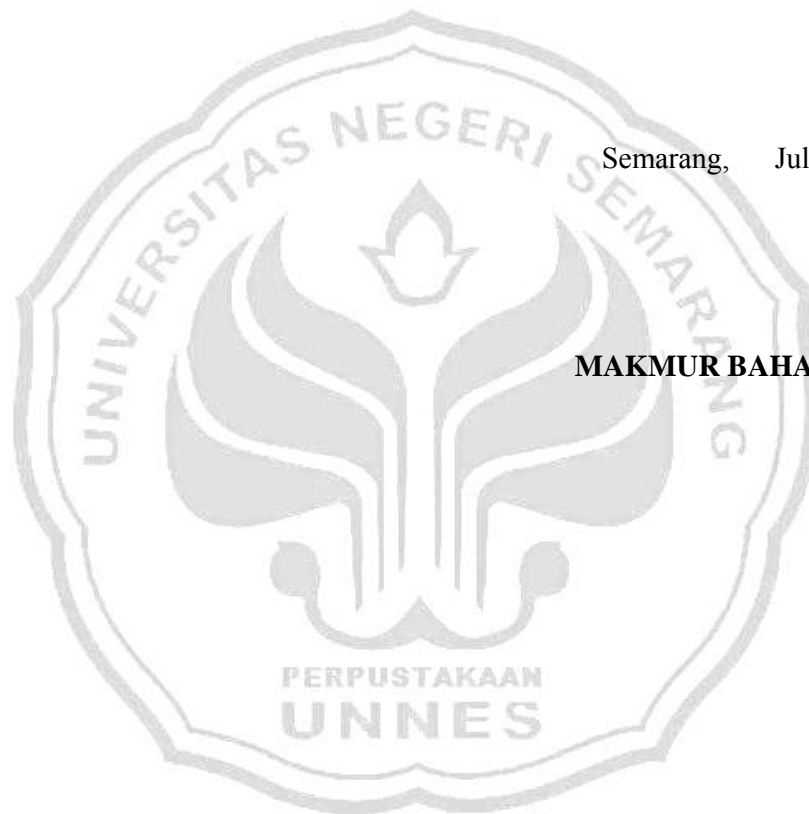 UNIVERSITAS NEGERI SEMARANG
Semarang, Jul
MAKMUR BAHA
PERPUSTAKAAN
UNNES